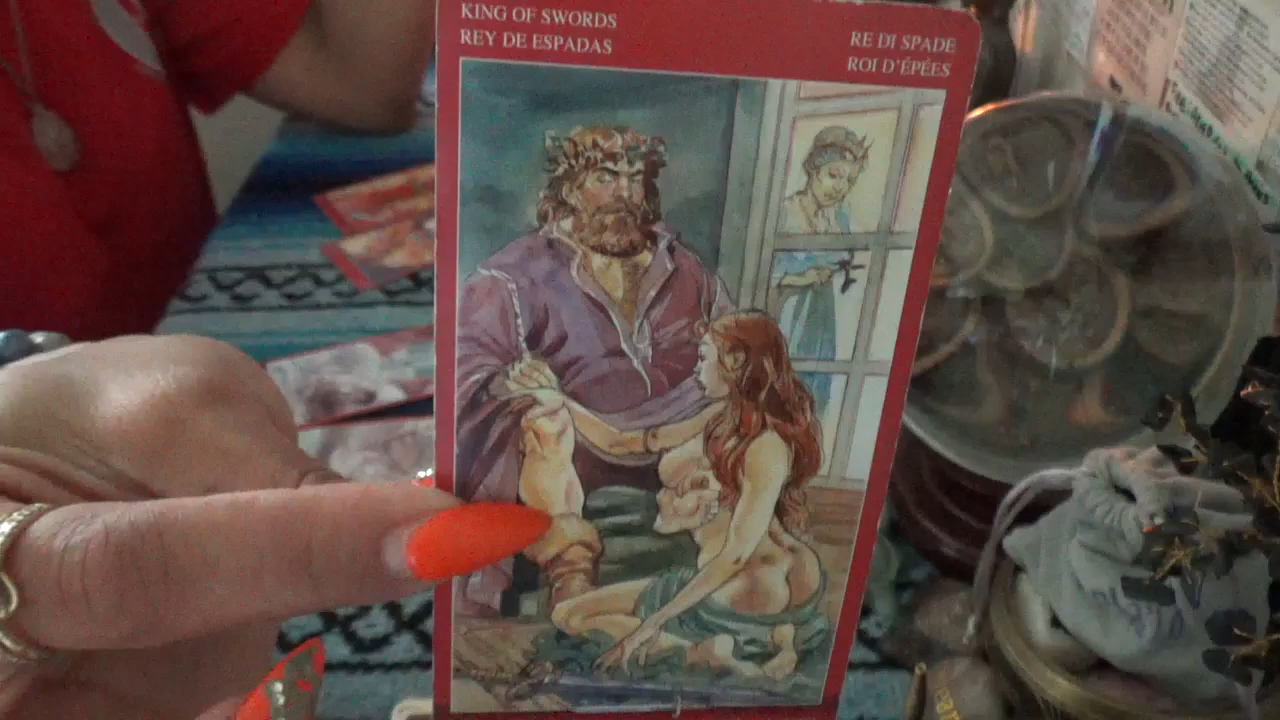 KING OF SWORDS
REY DE ESPADAS
RE DI SPADE
ROI D'ÉPÉES